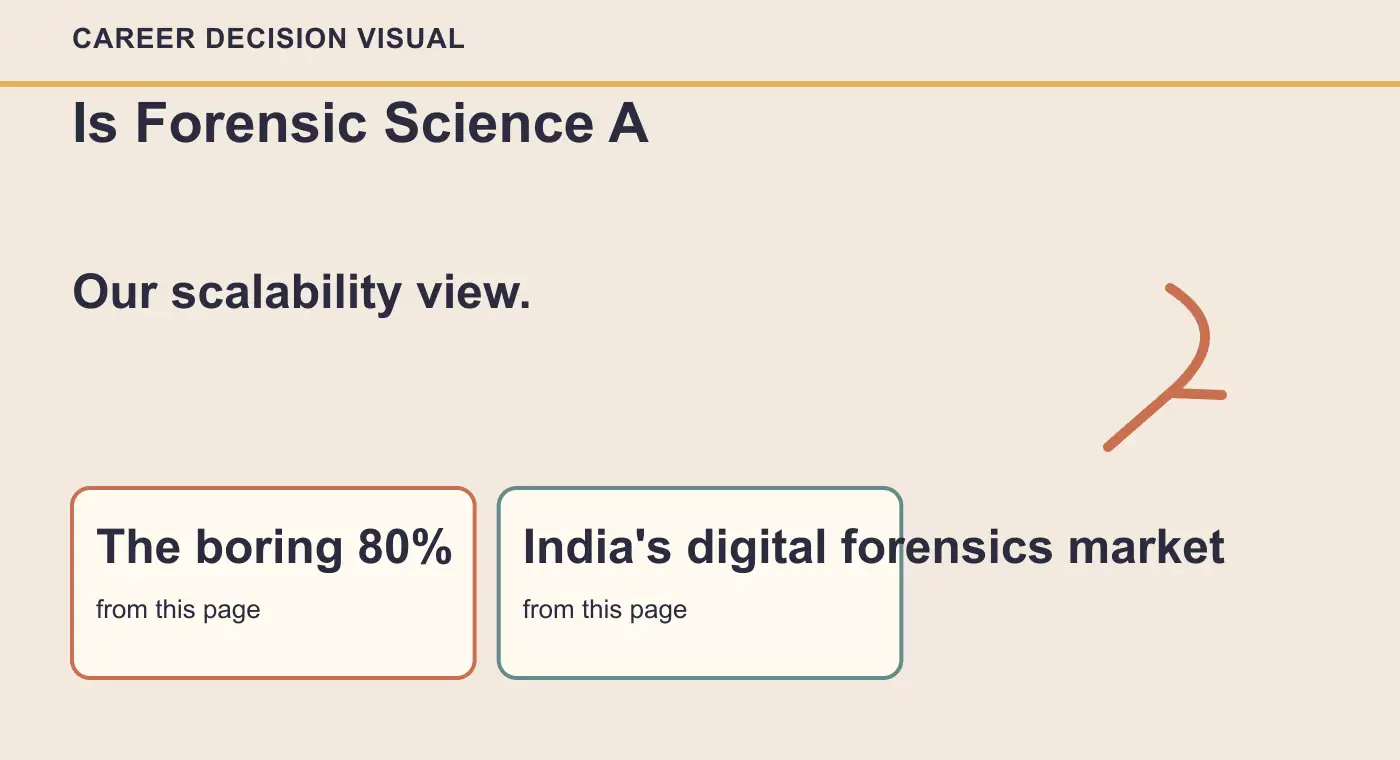 CAREER DECISION VISUAL
Is Forensic Science A
Our scalability view.
The boring 80%
from this page
India's digital forensics market
from this page